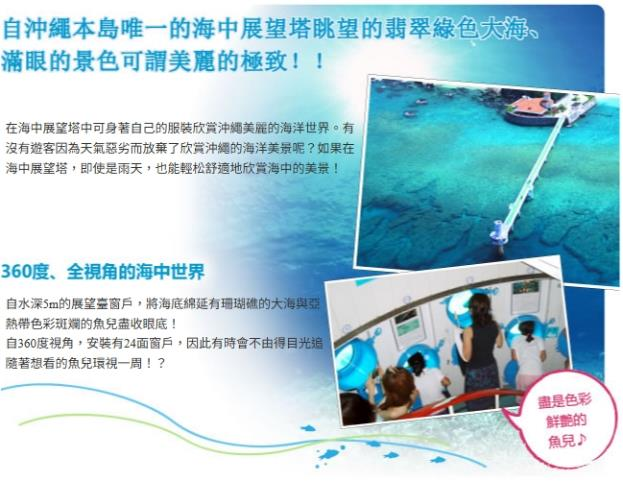 自沖繩本島唯一的海中展望塔眺望的翡翠綠色大海、
滿眼的景色可謂美麗的極致！！
在海中展望塔中可身著自己的服裝欣賞沖繩美麗的海洋世界。有
沒有遊客因為天氣惡劣而放棄了欣賞沖繩的海洋美景呢？如果在
海中展望塔，即使是雨天，也能輕松舒適地欣賞海中的美景！
360度、全視角的海中世界
自水深5m的展望臺窗戶，將海底綿延有珊瑚礁的大海與亞
熱帶色彩斑斕的魚兒盡收眼底！
自360度視角，安裝有24面窗戶，因此有時會不由得目光追
隨著想看的魚兒環視一周！？
盡是色彩
鮮艷的
魚兒♪